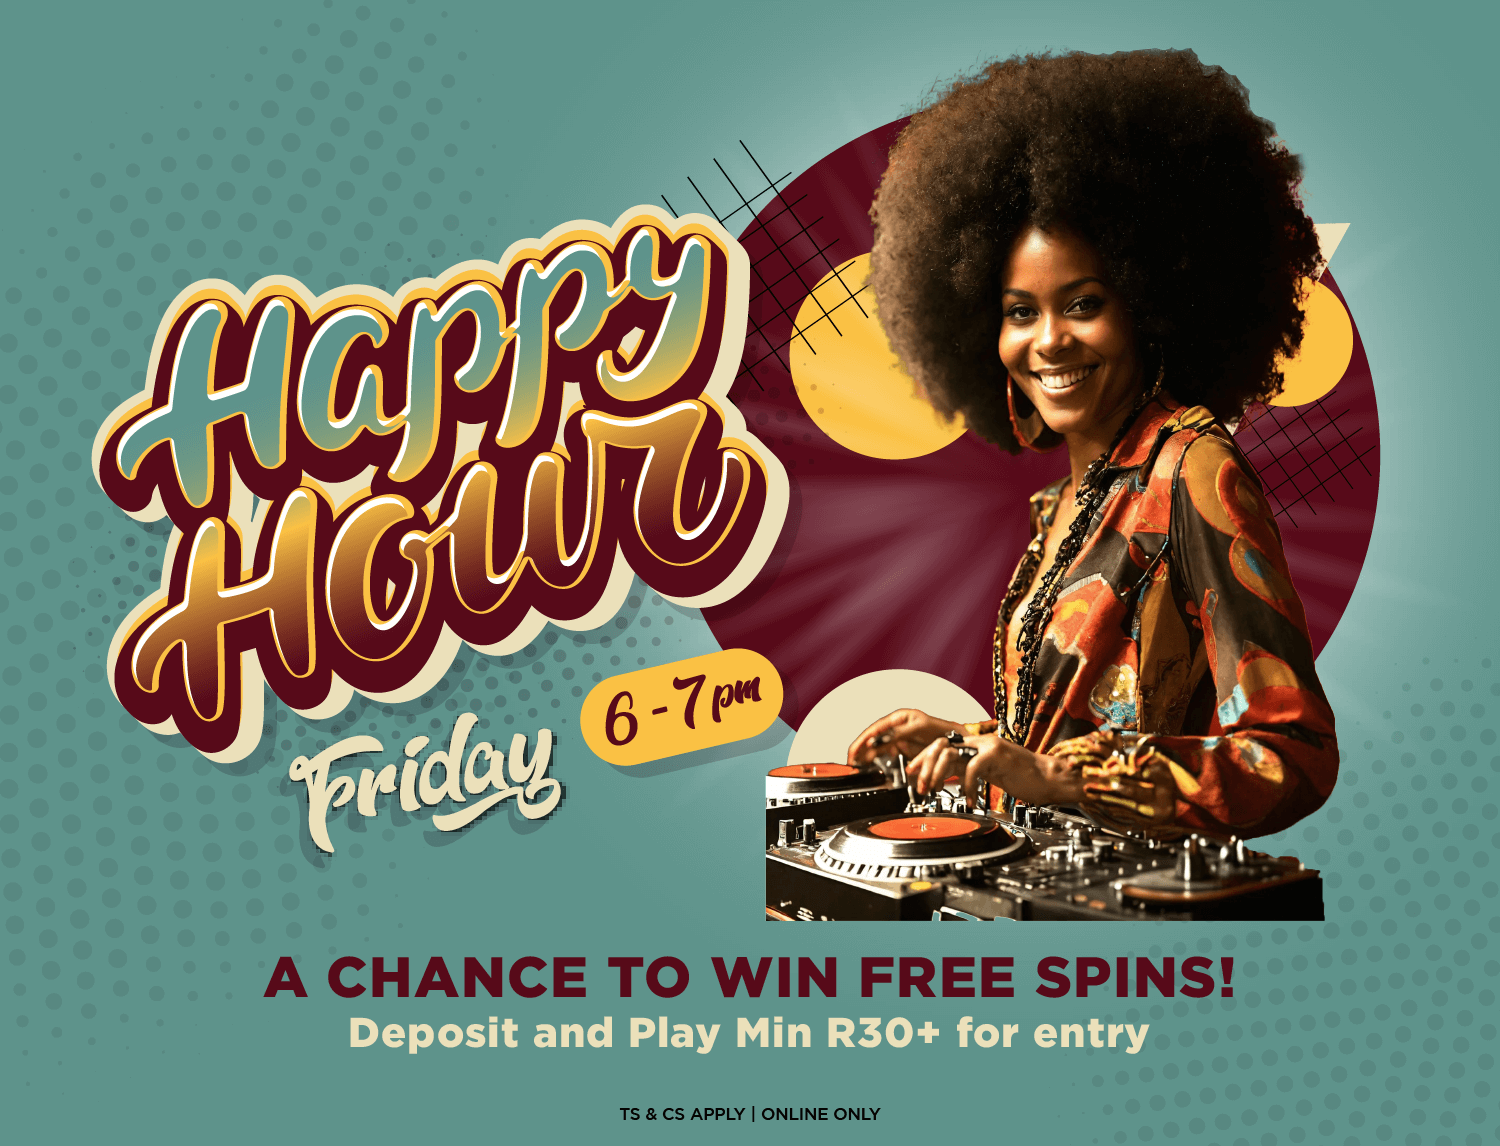 Happy
Hour
Friday
6-7pm
A CHANCE TO WIN FREE SPINS!
Deposit and Play Min R30+ for entry
TS & CS APPLY | ONLINE ONLY